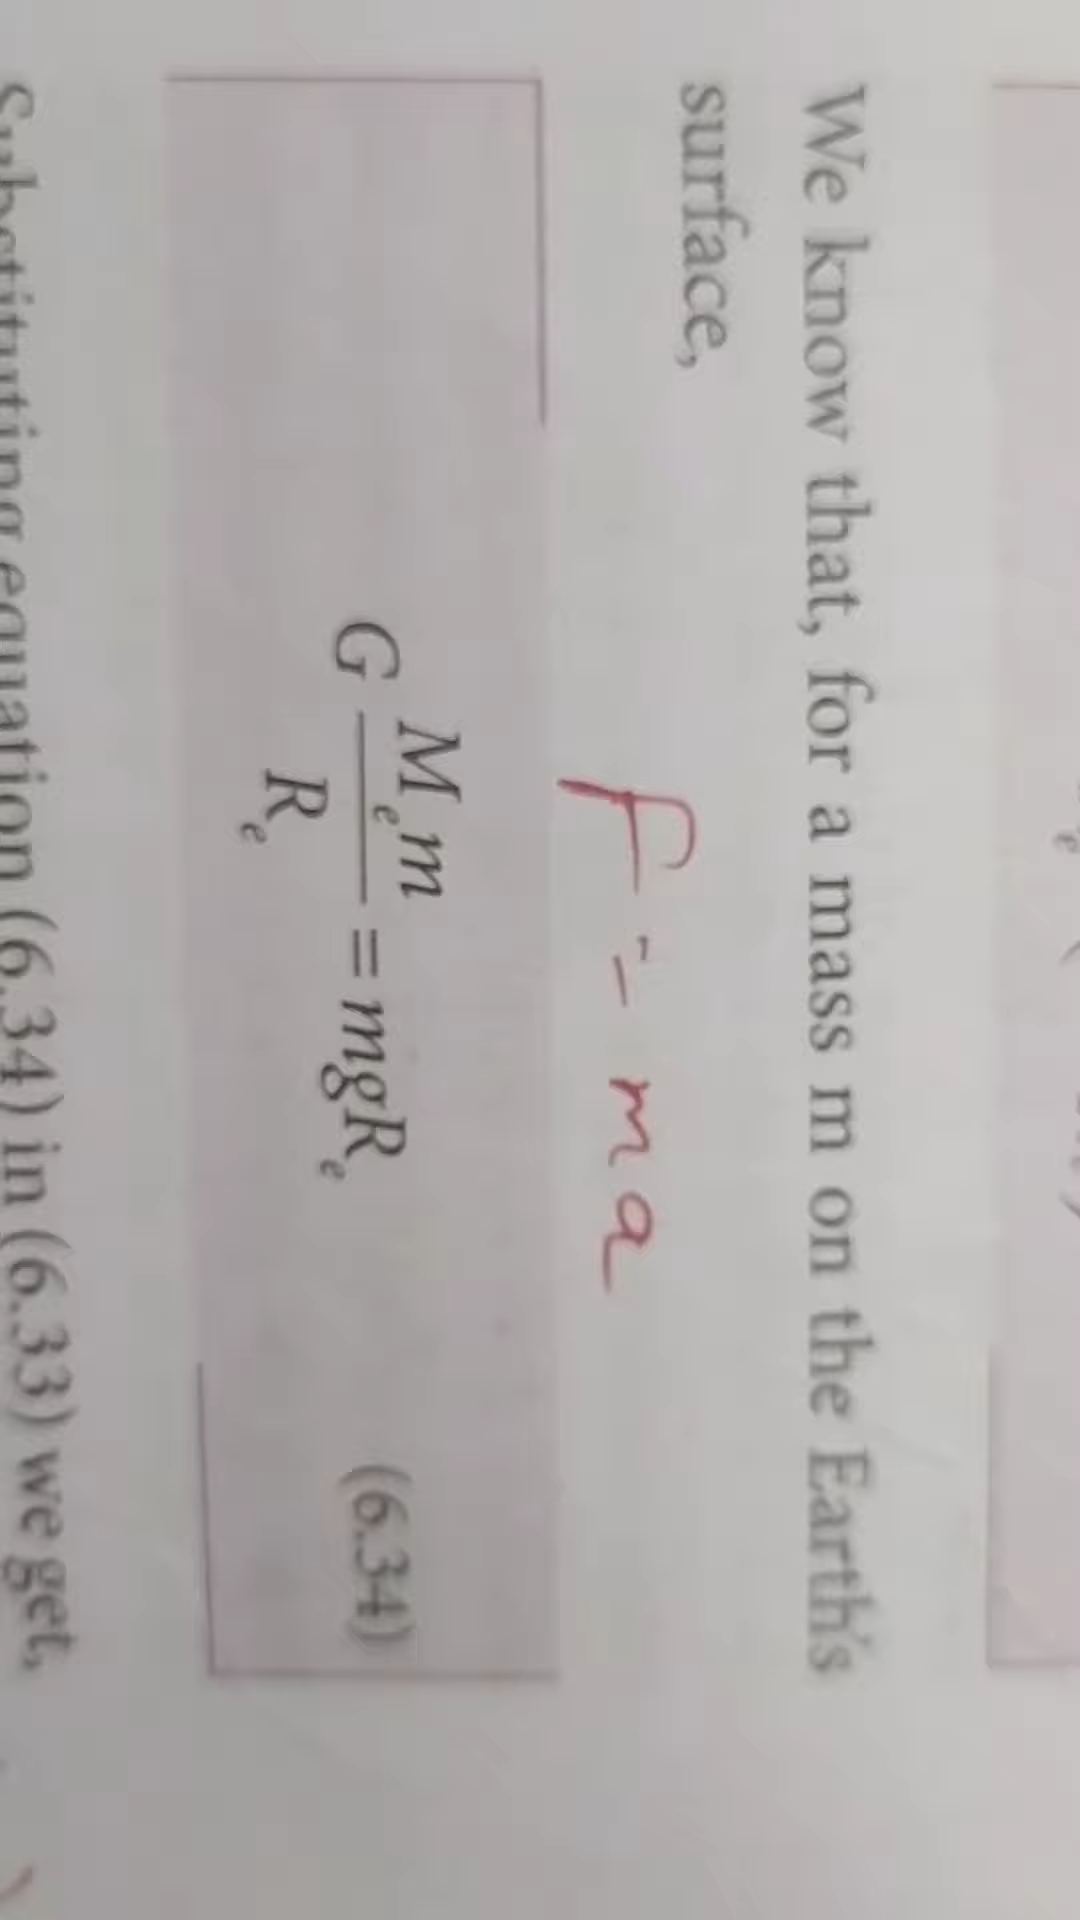 We know that, for a mass m on the Earth's
surface,
F = ma
G M_e m / R_e = mgR_e (6.34)
Substituting equation (6.34) in (6.33) we get,